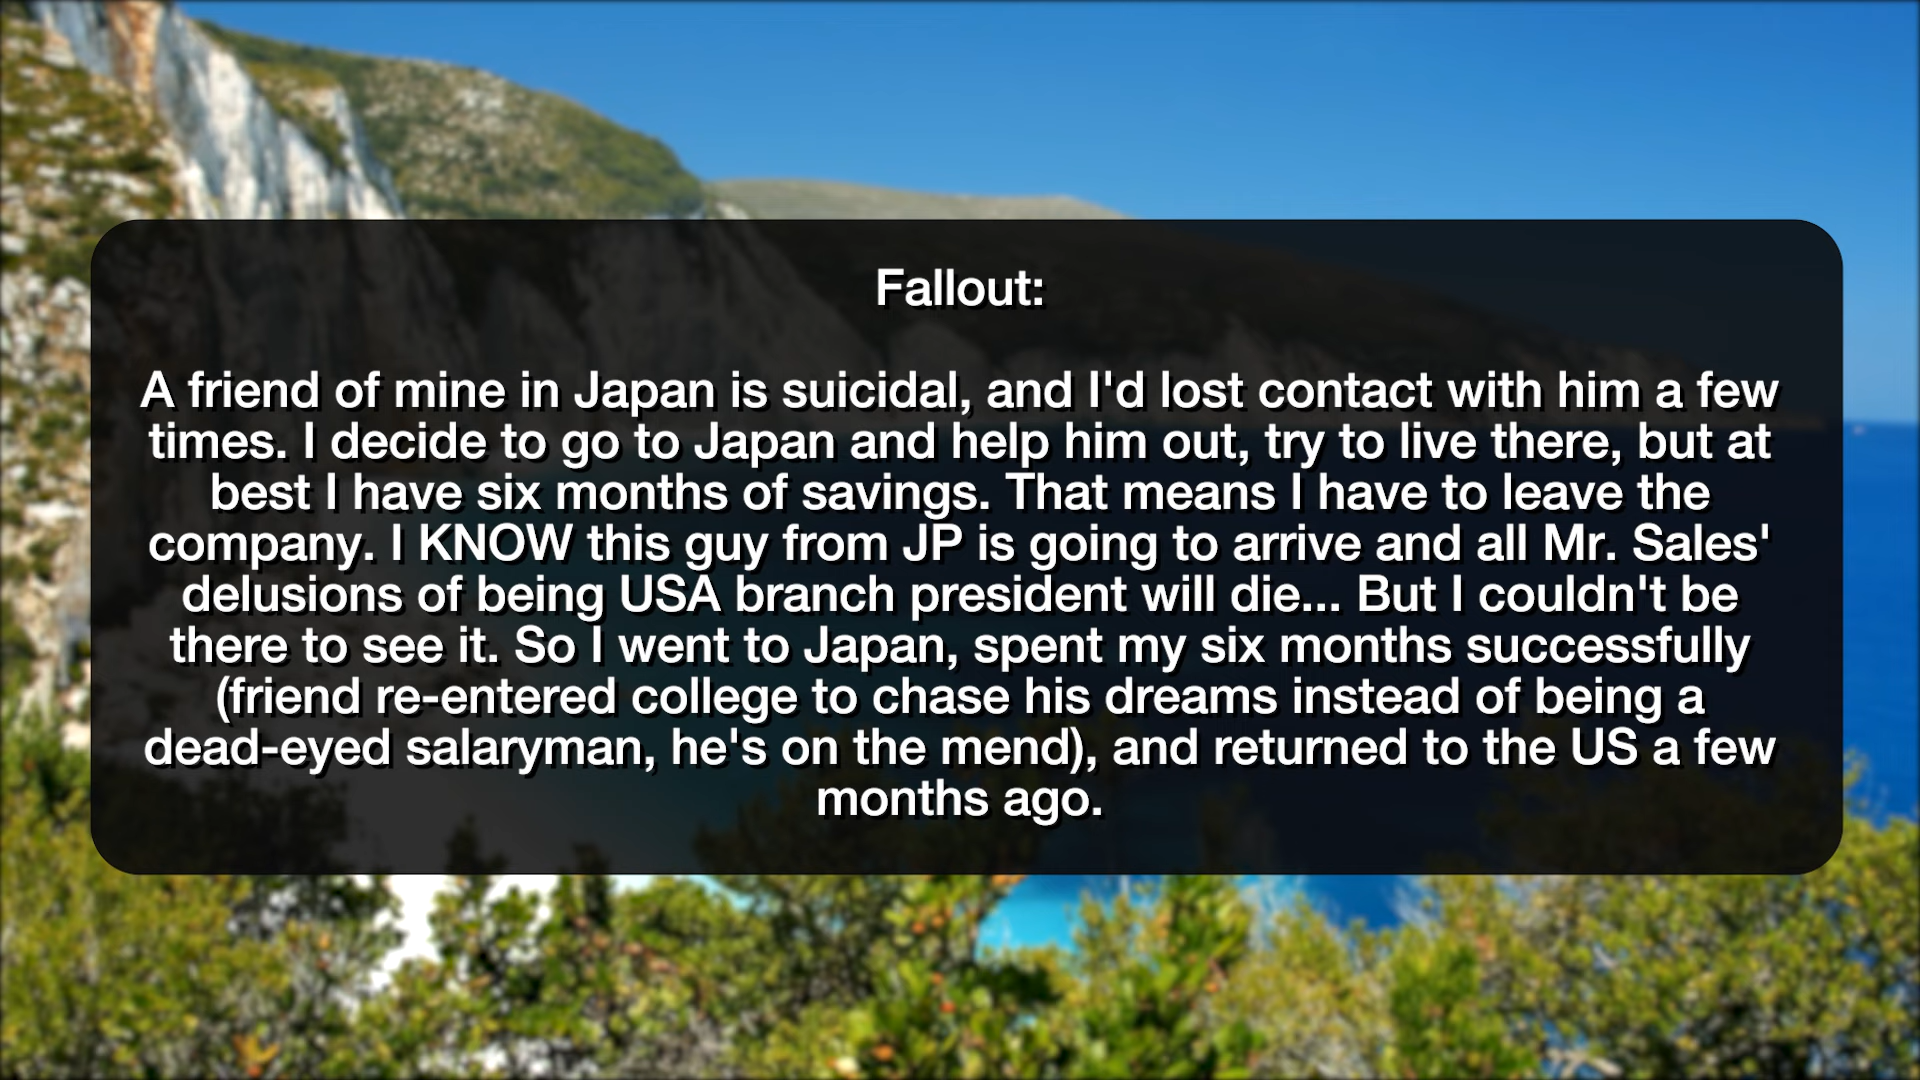 Fallout:
A friend of mine in Japan is suicidal, and I'd lost contact with him a few
times. I decide to go to Japan and help him out, try to live there, but at
best I have six months of savings. That means I have to leave the
company. I KNOW this guy from JP is going to arrive and all Mr. Sales'
delusions of being USA branch president will die... But I couldn't be
there to see it. So I went to Japan, spent my six months successfully
(friend re-entered college to chase his dreams instead of being a
dead-eyed salaryman, he's on the mend), and returned to the US a few
months ago.